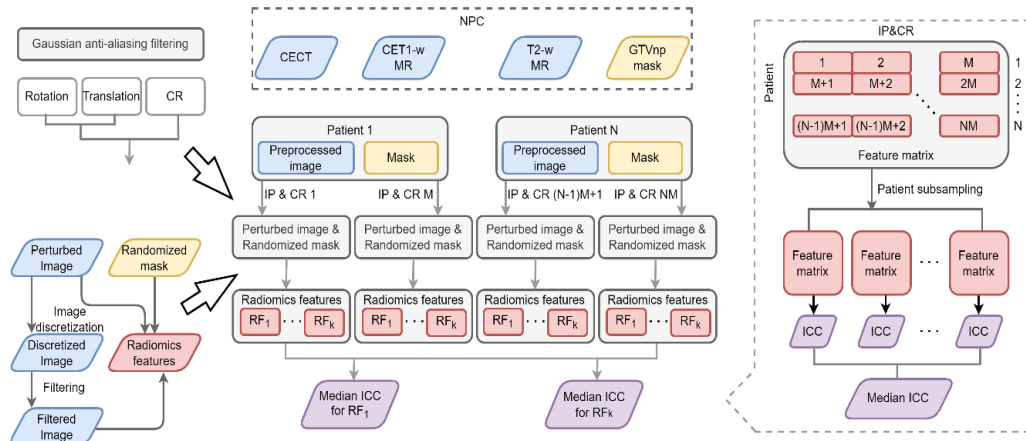 Gaussian anti-aliasing filtering
Rotation
Translation
CR
NPC
CECT
CET1-w
MR
T2-w
MR
GTVnp
mask
Patient 1
Preprocessed
image
Mask
Patient N
Preprocessed
image
Mask
IP & CR 1
IP & CR M
IP & CR (N-1)M+1
IP & CR NM
Perturbed image &
Randomized mask
Perturbed image &
Randomized mask
Perturbed image &
Randomized mask
Perturbed image &
Randomized mask
Radiomics features
RF1 ··· RFk
Radiomics features
RF1 ··· RFk
Radiomics features
RF1 ··· RFk
Radiomics features
RF1 ··· RFk
Median ICC
for RF1
Median ICC
for RFk
Perturbed
Image
Randomized
mask
Image
discretization
Discretized
Image
Radiomics
features
Filtering
Filtered
Image
IP&CR
Patient
1 2 M 1
M+1 M+2 2M 2
(N-1)M+1 (N-1)M+2 NM N
Feature matrix
Patient subsampling
Feature
matrix
Feature
matrix
···
Feature
matrix
ICC
ICC
···
ICC
Median ICC